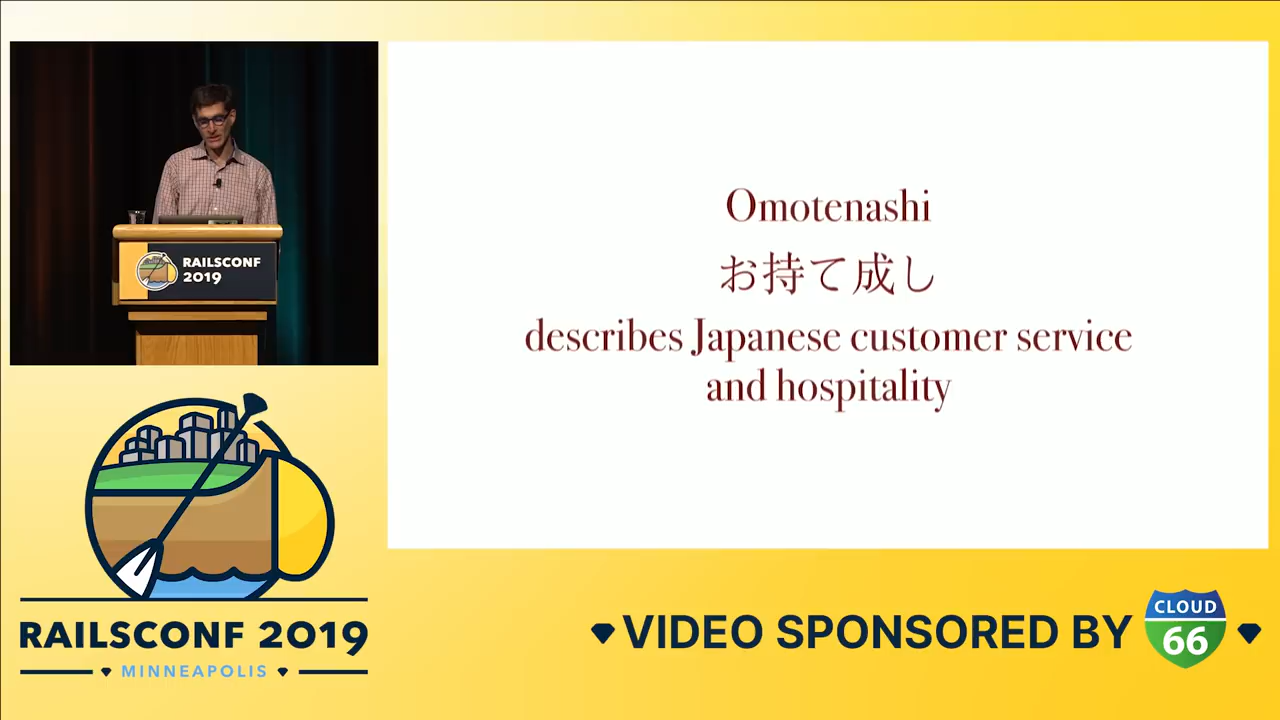 RAILSCONF
2019
Omotenashi
お持て成し
describes Japanese customer service
and hospitality
RAILSCONF 2019
MINNEAPOLIS
VIDEO SPONSORED BY
CLOUD
66